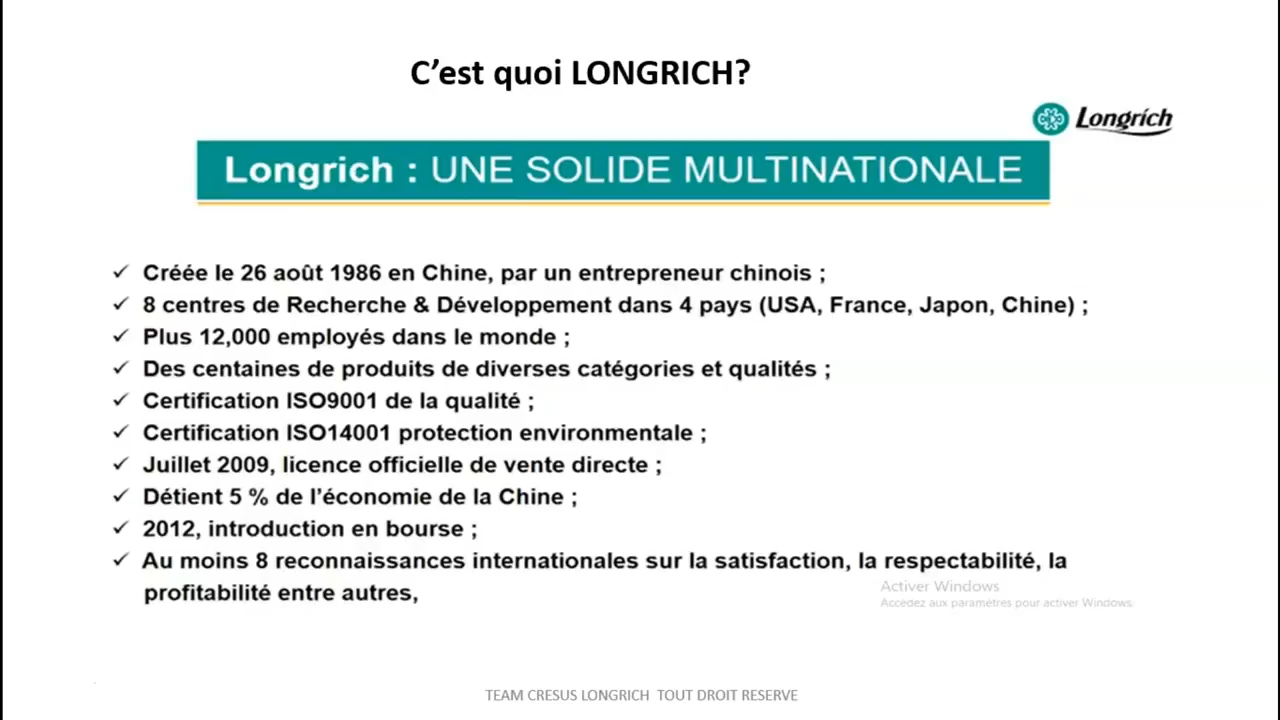 C’est quoi LONGRICH?
Longrich
Longrich : UNE SOLIDE MULTINATIONALE
✓ Créée le 26 août 1986 en Chine, par un entrepreneur chinois ;
✓ 8 centres de Recherche & Développement dans 4 pays (USA, France, Japon, Chine) ;
✓ Plus 12,000 employés dans le monde ;
✓ Des centaines de produits de diverses catégories et qualités ;
✓ Certification ISO9001 de la qualité ;
✓ Certification ISO14001 protection environmentale ;
✓ Juillet 2009, licence officielle de vente directe ;
✓ Détient 5 % de l’économie de la Chine ;
✓ 2012, introduction en bourse ;
✓ Au moins 8 reconnaissances internationales sur la satisfaction, la respectabilité, la
profitabilité entre autres,
Activer Windows
Accédez aux paramètres pour activer Windows.
TEAM CRESUS LONGRICH TOUT DROIT RESERVE